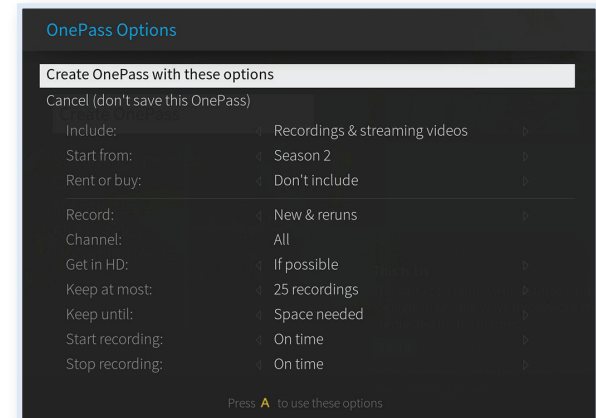 OnePass Options
Create OnePass with these options
Cancel (don't save this OnePass)
Create OnePass
Include: Recordings & streaming videos
Start from: Season 2
Rent or buy: Don't include
Record: New & reruns
Channel: All
Get in HD: If possible
Keep at most: 25 recordings
Keep until: Space needed
Start recording: On time
Stop recording: On time
Press A to use these options